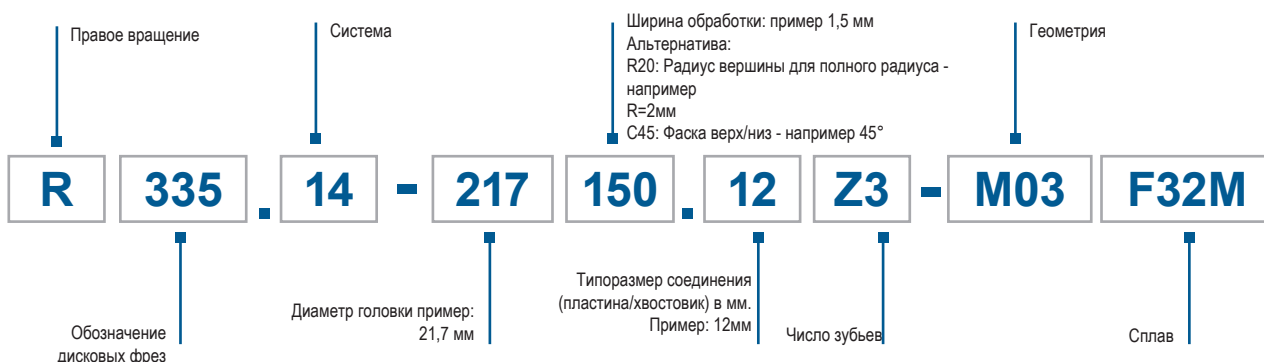 Правое вращение
Система
Ширина обработки: пример 1,5 мм
Альтернатива:
R20: Радиус вершины для полного радиуса -
например
R=2мм
C45: Фаска верх/низ - например 45°
Геометрия
R 335 . 14 - 217 150 . 12 Z3 - M03 F32M
Обозначение
дисковых фрез
Диаметр головки пример:
21,7 мм
Типоразмер соединения
(пластина/хвостовик) в мм.
Пример: 12мм
Число зубьев
Сплав